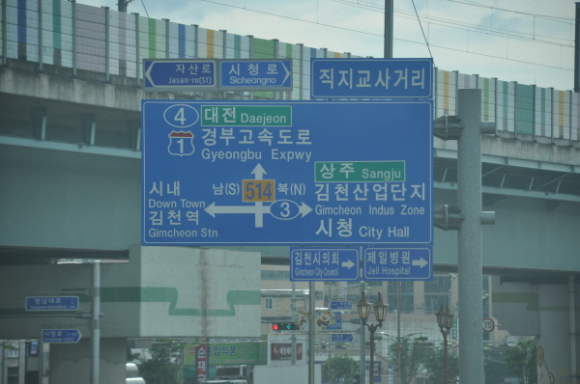 자산로
Jasan-ro(St)
시청로
Sicheongno
직지교사거리
4
대전 Daejeon
1
경부고속도로
Gyeongbu Expwy
시내
Down Town
김천역
Gimcheon Stn
남(S) 514 북(N)
3
상주 Sangju
김천산업단지
Gimcheon Indus Zone
시청 City Hall
김천시의회
Gimcheon City Council
제일병원
Jeil Hospital
70